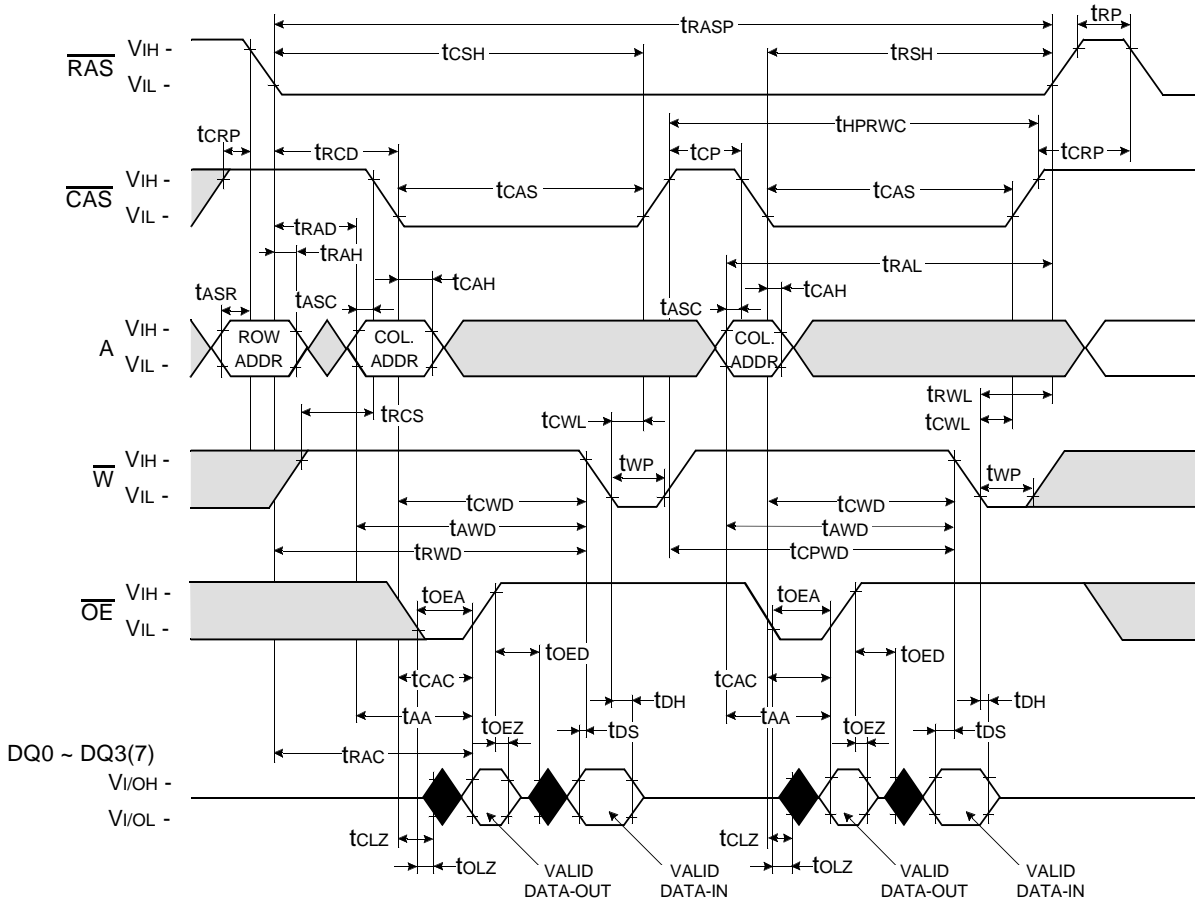 tRASP
tRP
VIH -
RAS
VIL -
tCSH
tRSH
tHPRWC
tCRP
tRCD
tCP
tCRP
VIH -
CAS
VIL -
tCAS
tCAS
tRAD
tRAH
tRAL
tCAH
tCAH
tASR
tASC
tASC
VIH -
A
VIL -
ROW
ADDR
COL.
ADDR
COL.
ADDR
tRWL
tRCS
tCWL
tCWL
VIH -
W
VIL -
tWP
tWP
tCWD
tCWD
tAWD
tAWD
tRWD
tCPWD
VIH -
OE
VIL -
tOEA
tOEA
tOED
tOED
tCAC
tCAC
tDH
tDH
tAA
tAA
tOEZ
tDS
tOEZ
tDS
tRAC
DQ0 ~ DQ3(7)
VI/OH -
VI/OL -
tCLZ
tCLZ
tOLZ
tOLZ
VALID
DATA-OUT
VALID
DATA-IN
VALID
DATA-OUT
VALID
DATA-IN